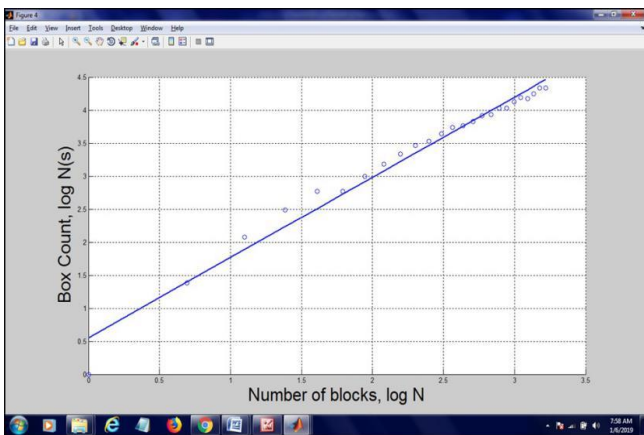 Figure 4
File Edit View Insert Tools Desktop Window Help
4.5
4
3.5
3
2.5
2
1.5
1
0.5
0
Box Count, log N(s)
0 0.5 1 1.5 2 2.5 3 3.5
Number of blocks, log N
7:58 AM
1/6/2019